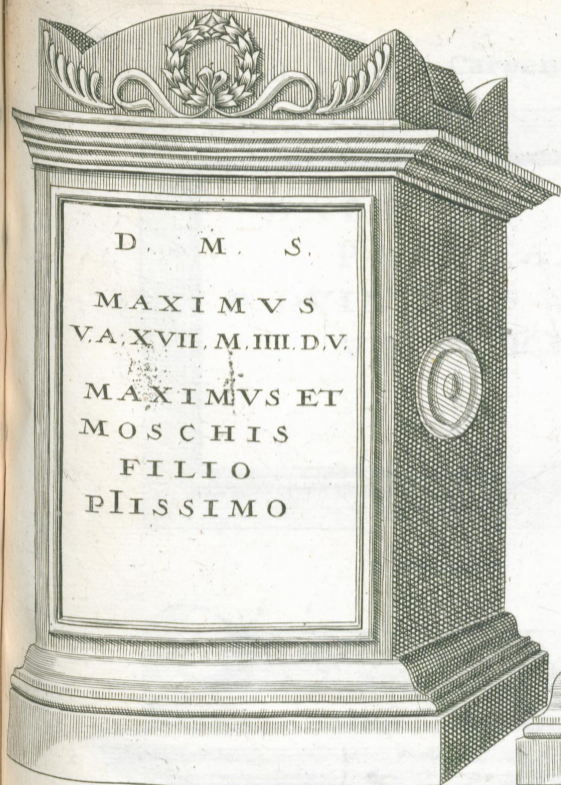 D. M. S.
MAXIMVS
V. A. XVII. M. IIII. D. V.
MAXIMVS ET
MOSCHIS
FILIO
PIISSIMO